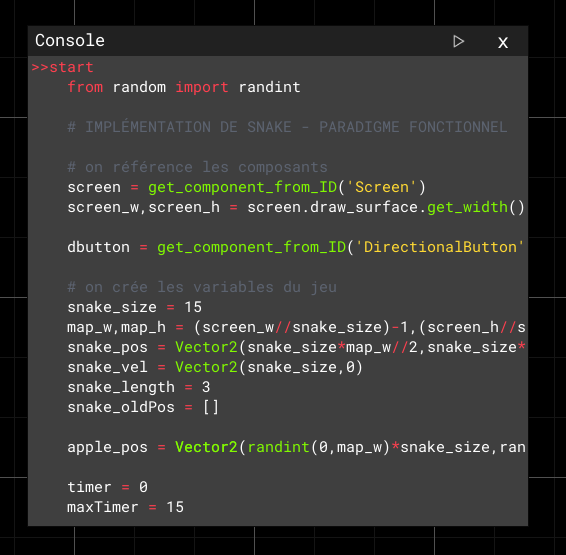 Console
x
>>start
from random import randint
# IMPLÉMENTATION DE SNAKE - PARADIGME FONCTIONNEL
# on référence les composants
screen = get_component_from_ID('Screen')
screen_w,screen_h = screen.draw_surface.get_width()
dbutton = get_component_from_ID('DirectionalButton'
# on crée les variables du jeu
snake_size = 15
map_w,map_h = (screen_w//snake_size)-1,(screen_h//s
snake_pos = Vector2(snake_size*map_w//2,snake_size*
snake_vel = Vector2(snake_size,0)
snake_length = 3
snake_oldPos = []
apple_pos = Vector2(randint(0,map_w)*snake_size,ran
timer = 0
maxTimer = 15